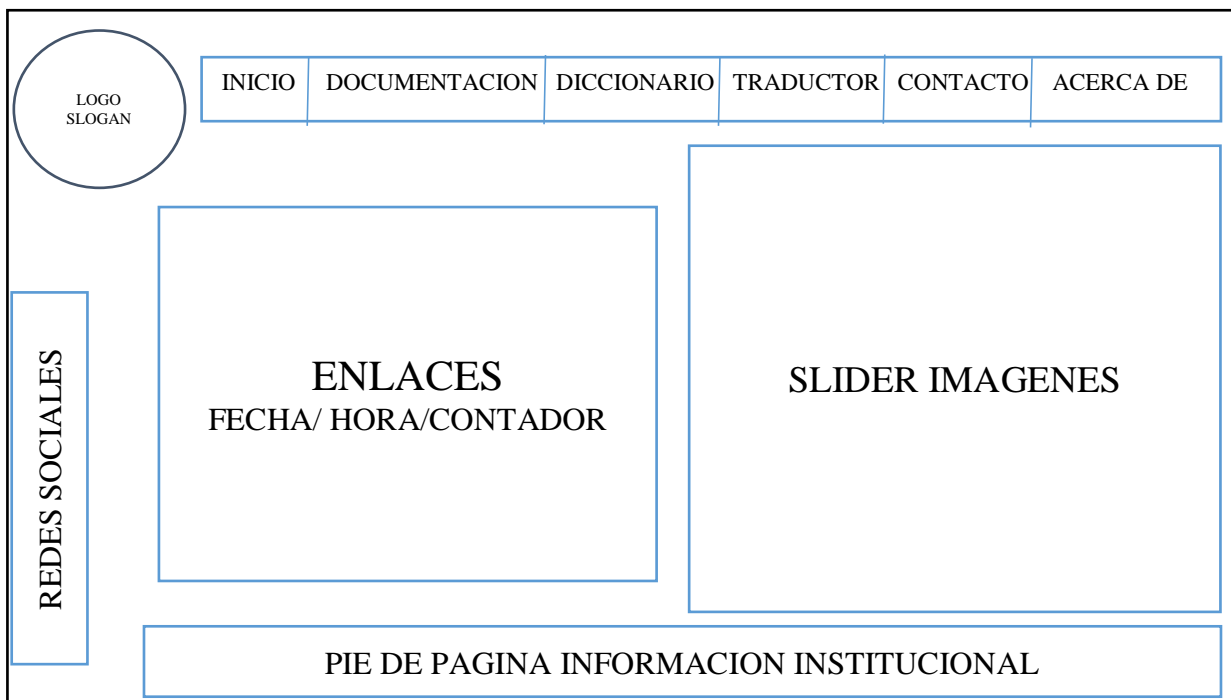 LOGO
SLOGAN
INICIO DOCUMENTACION DICCIONARIO TRADUCTOR CONTACTO ACERCA DE
ENLACES
FECHA/ HORA/CONTADOR
SLIDER IMAGENES
REDES SOCIALES
PIE DE PAGINA INFORMACION INSTITUCIONAL